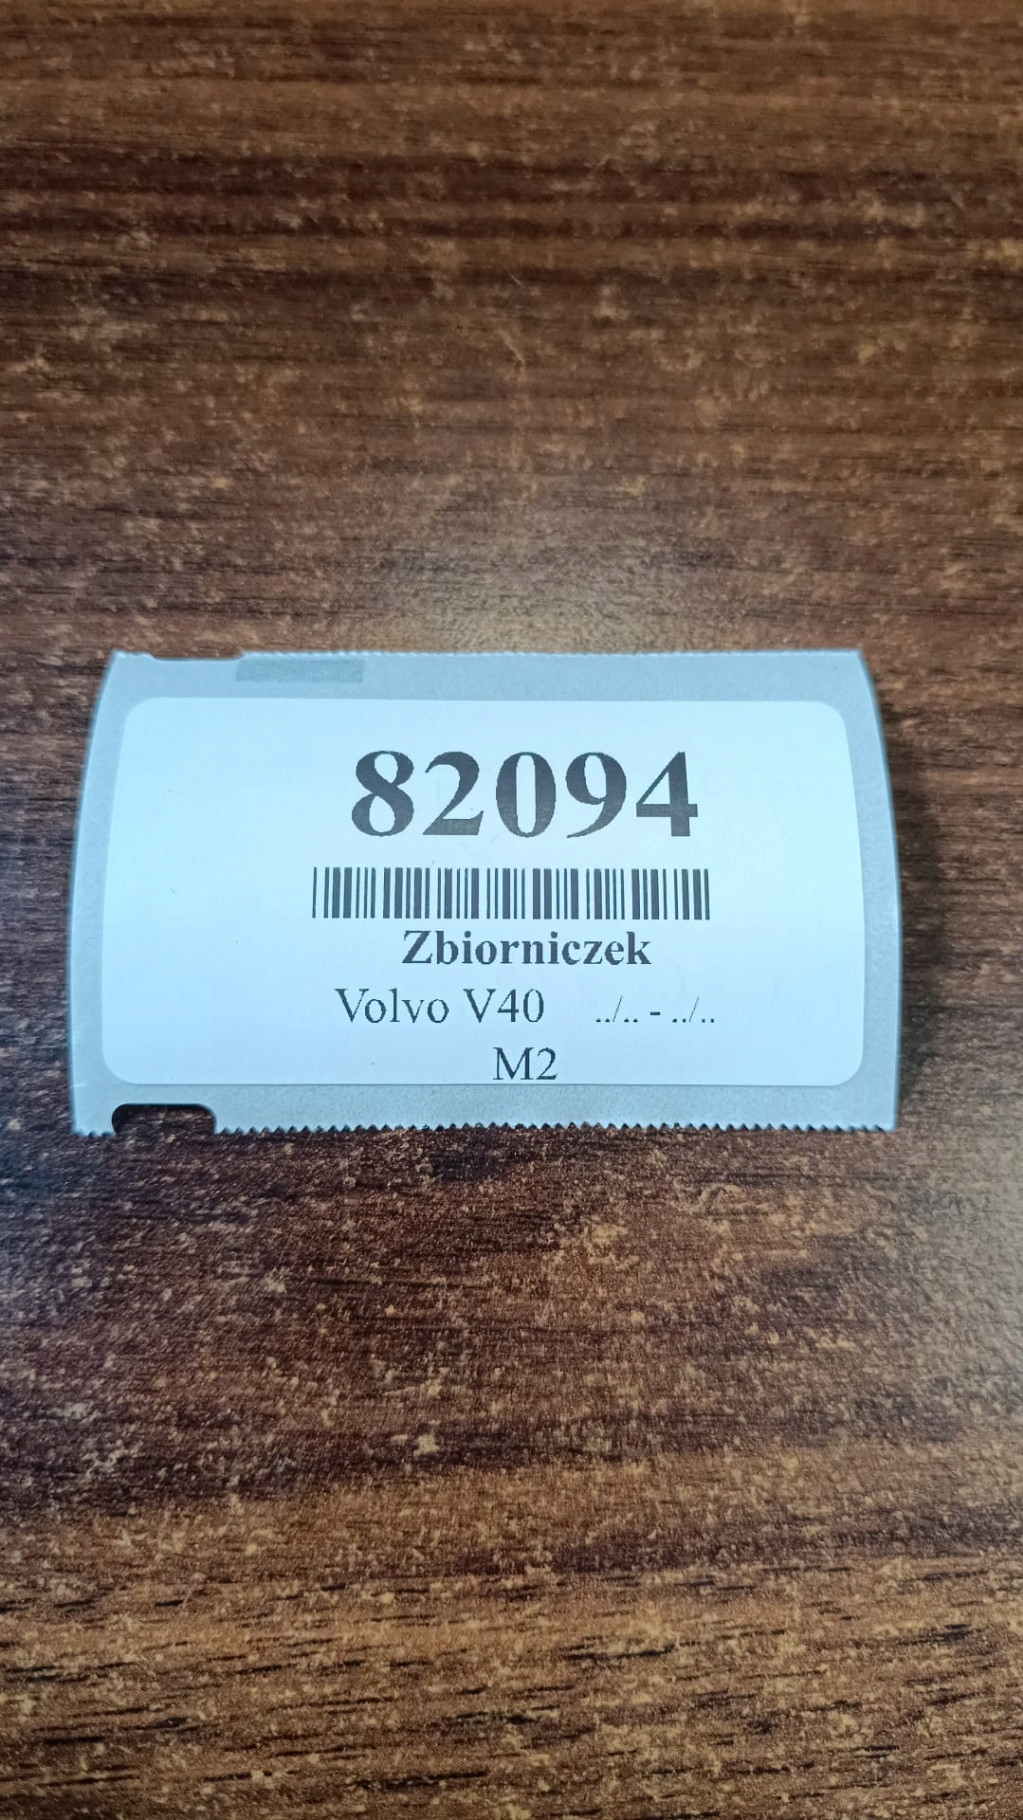 82094
Zbiorniczek
Volvo V40 ../.. - ../..
M2